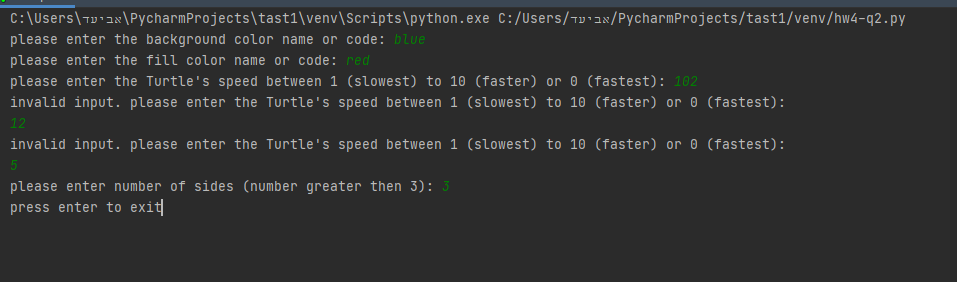 C:\Users\אביעד\PycharmProjects\tast1\venv\Scripts\python.exe C:/Users/אביעד/PycharmProjects/tast1/venv/hw4-q2.py
please enter the background color name or code: blue
please enter the fill color name or code: red
please enter the Turtle's speed between 1 (slowest) to 10 (faster) or 0 (fastest): 102
invalid input. please enter the Turtle's speed between 1 (slowest) to 10 (faster) or 0 (fastest):
12
invalid input. please enter the Turtle's speed between 1 (slowest) to 10 (faster) or 0 (fastest):
5
please enter number of sides (number greater then 3): 3
press enter to exit